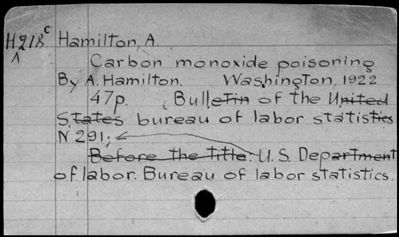 H218c Hamilton, A.
Carbon monoxide poisoning
By A. Hamilton. Washington, 1922
47p. (Bulletin of the United
States bureau of labor statistics
N 291;
Before the title: U.S. Department
of labor. Bureau of labor statistics.